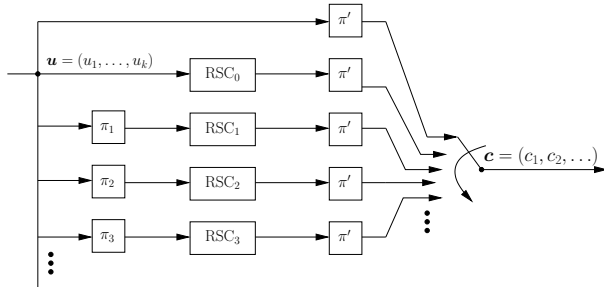 π′
u = (u₁, . . . , uₖ) RSC₀ π′
π₁ RSC₁ π′ c = (c₁, c₂, . . .)
π₂ RSC₂ π′
π₃ RSC₃ π′